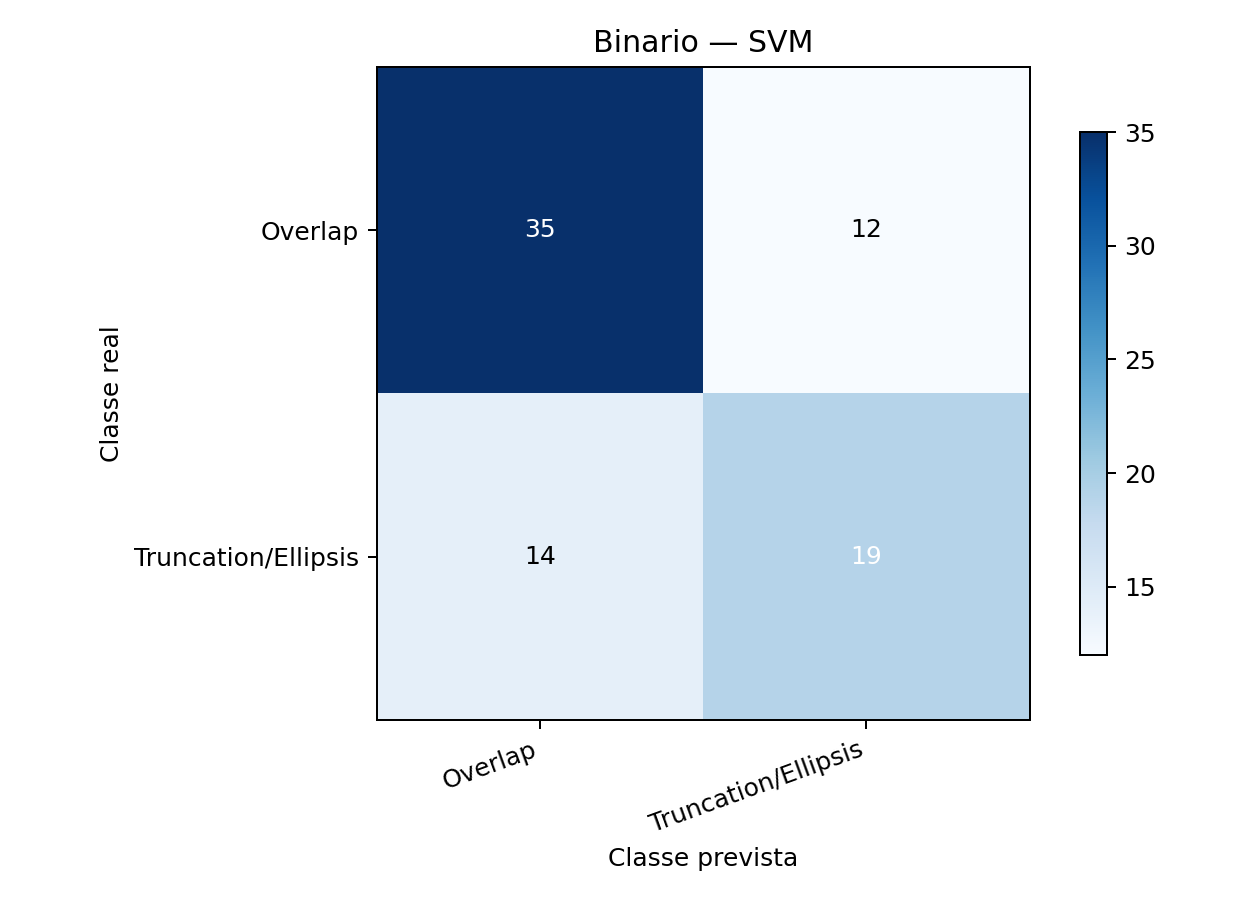 Binario — SVM
Overlap
Truncation/Ellipsis
Classe real
35
12
14
19
Overlap
Truncation/Ellipsis
Classe prevista
35
30
25
20
15